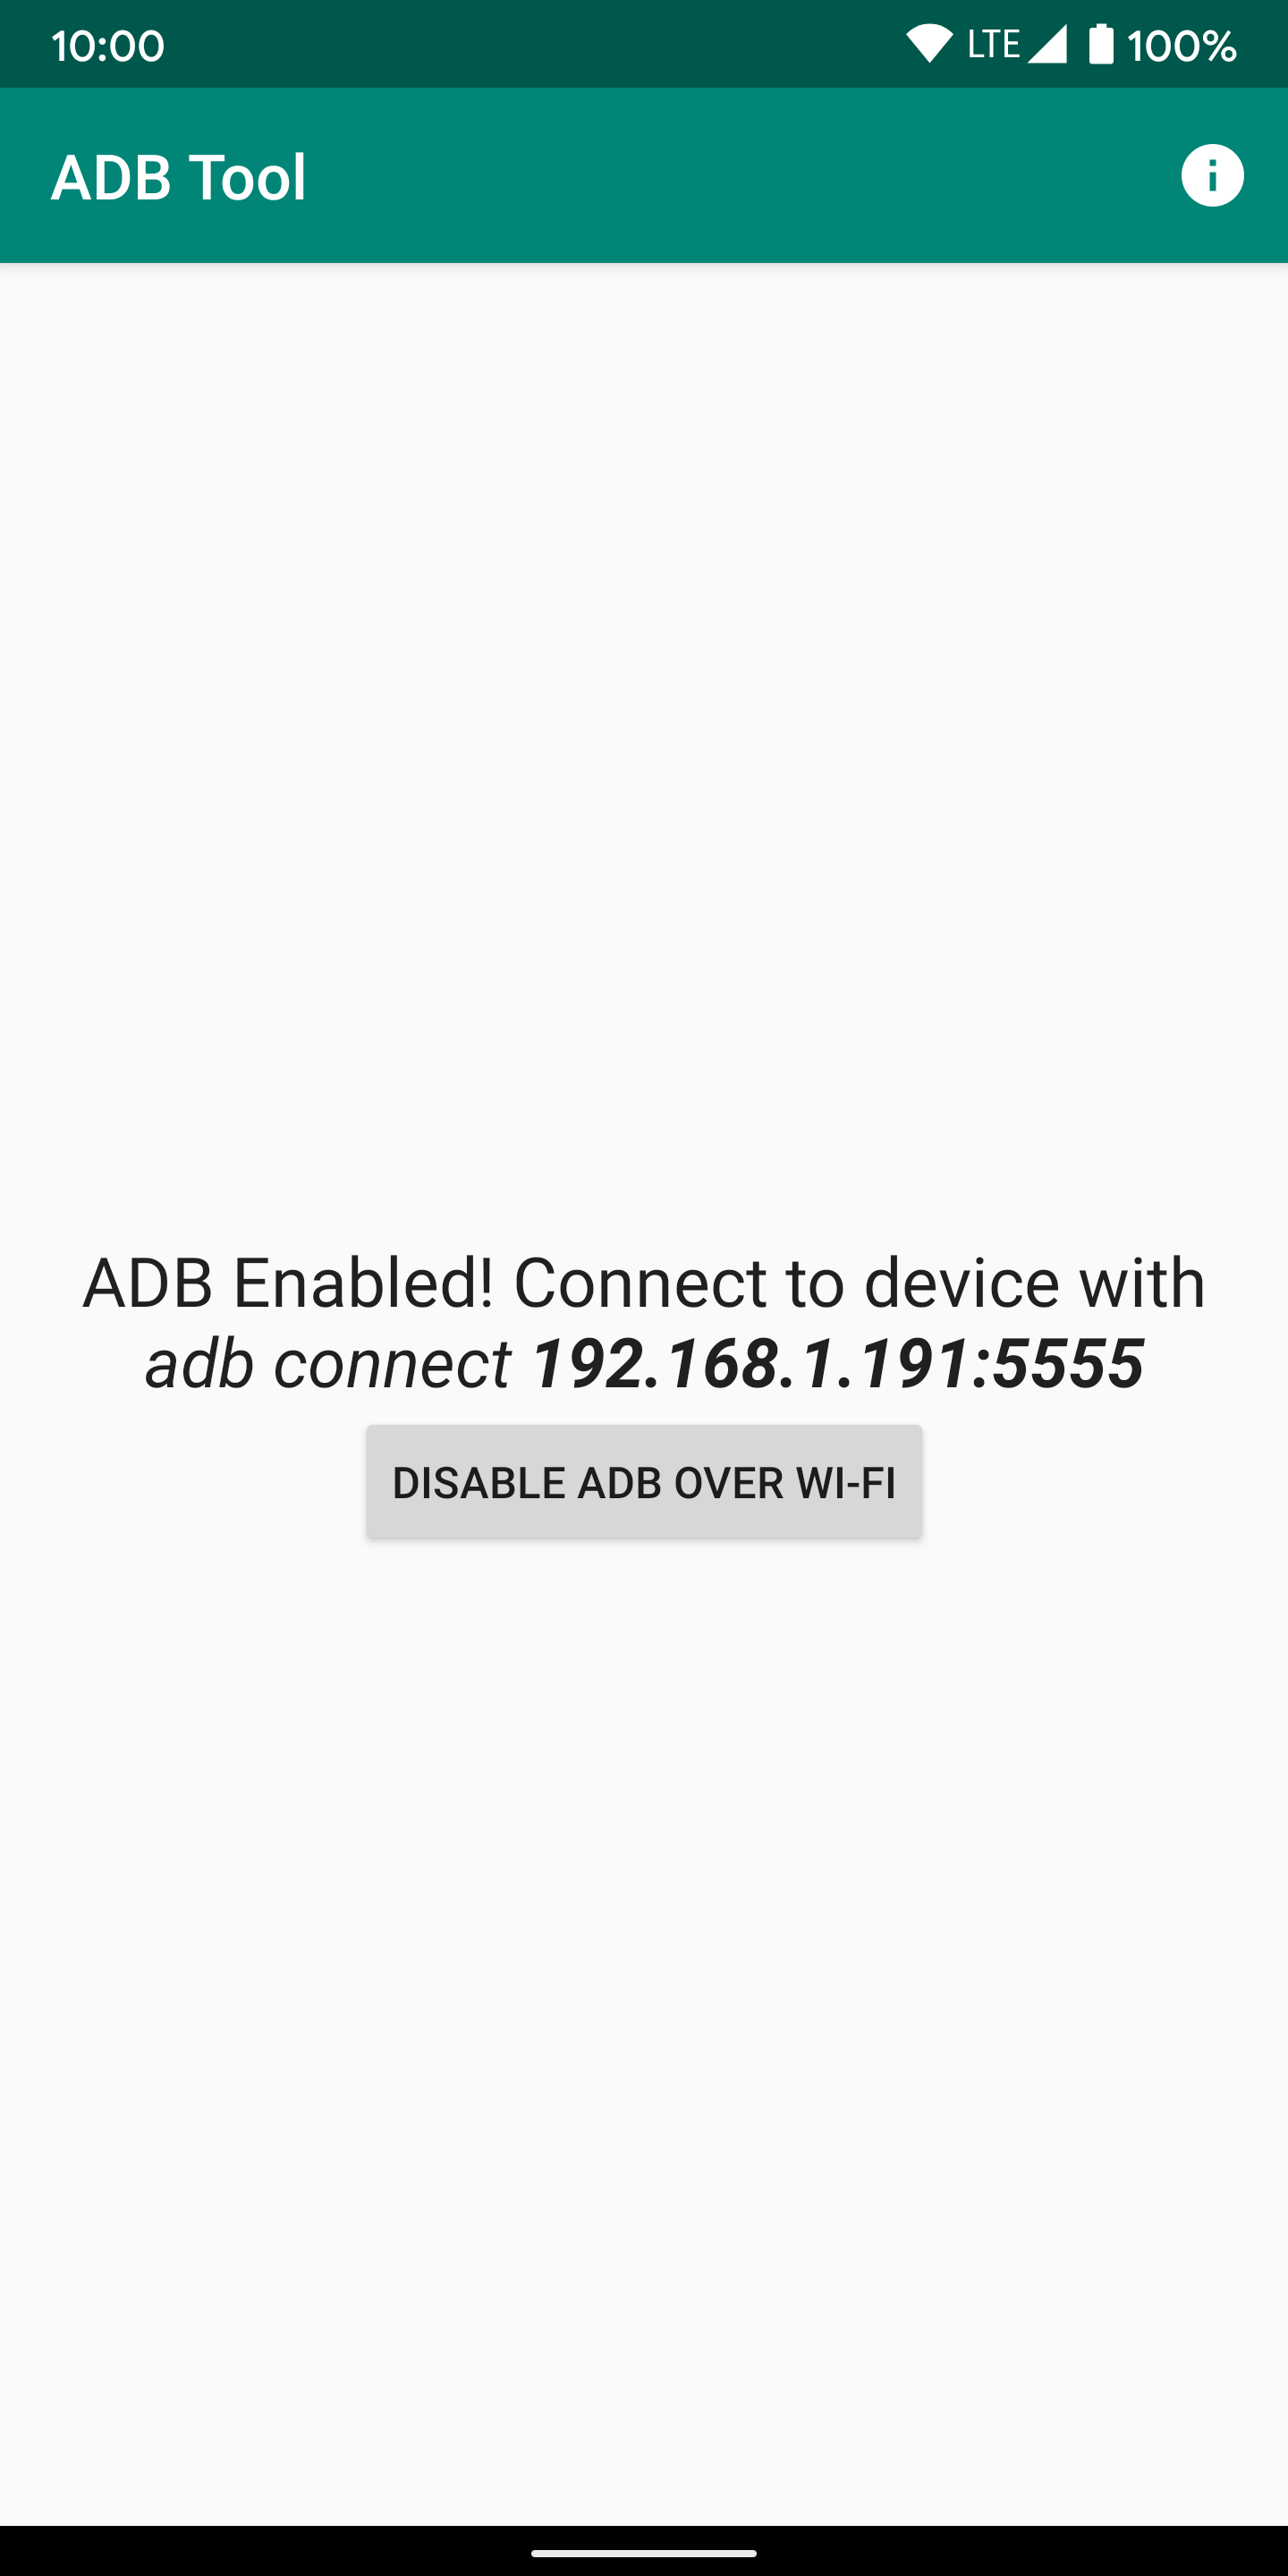 10:00 LTE 100%
ADB Tool
ADB Enabled! Connect to device with
adb connect 192.168.1.191:5555
DISABLE ADB OVER WI-FI